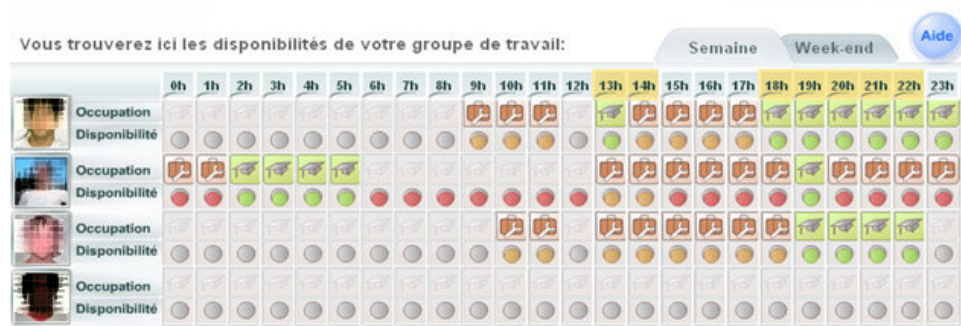 Aide
Vous trouverez ici les disponibilités de votre groupe de travail:
Semaine
Week-end
0h 1h 2h 3h 4h 5h 6h 7h 8h 9h 10h 11h 12h 13h 14h 15h 16h 17h 18h 19h 20h 21h 22h 23h
Occupation
Disponibilité
Occupation
Disponibilité
Occupation
Disponibilité
Occupation
Disponibilité